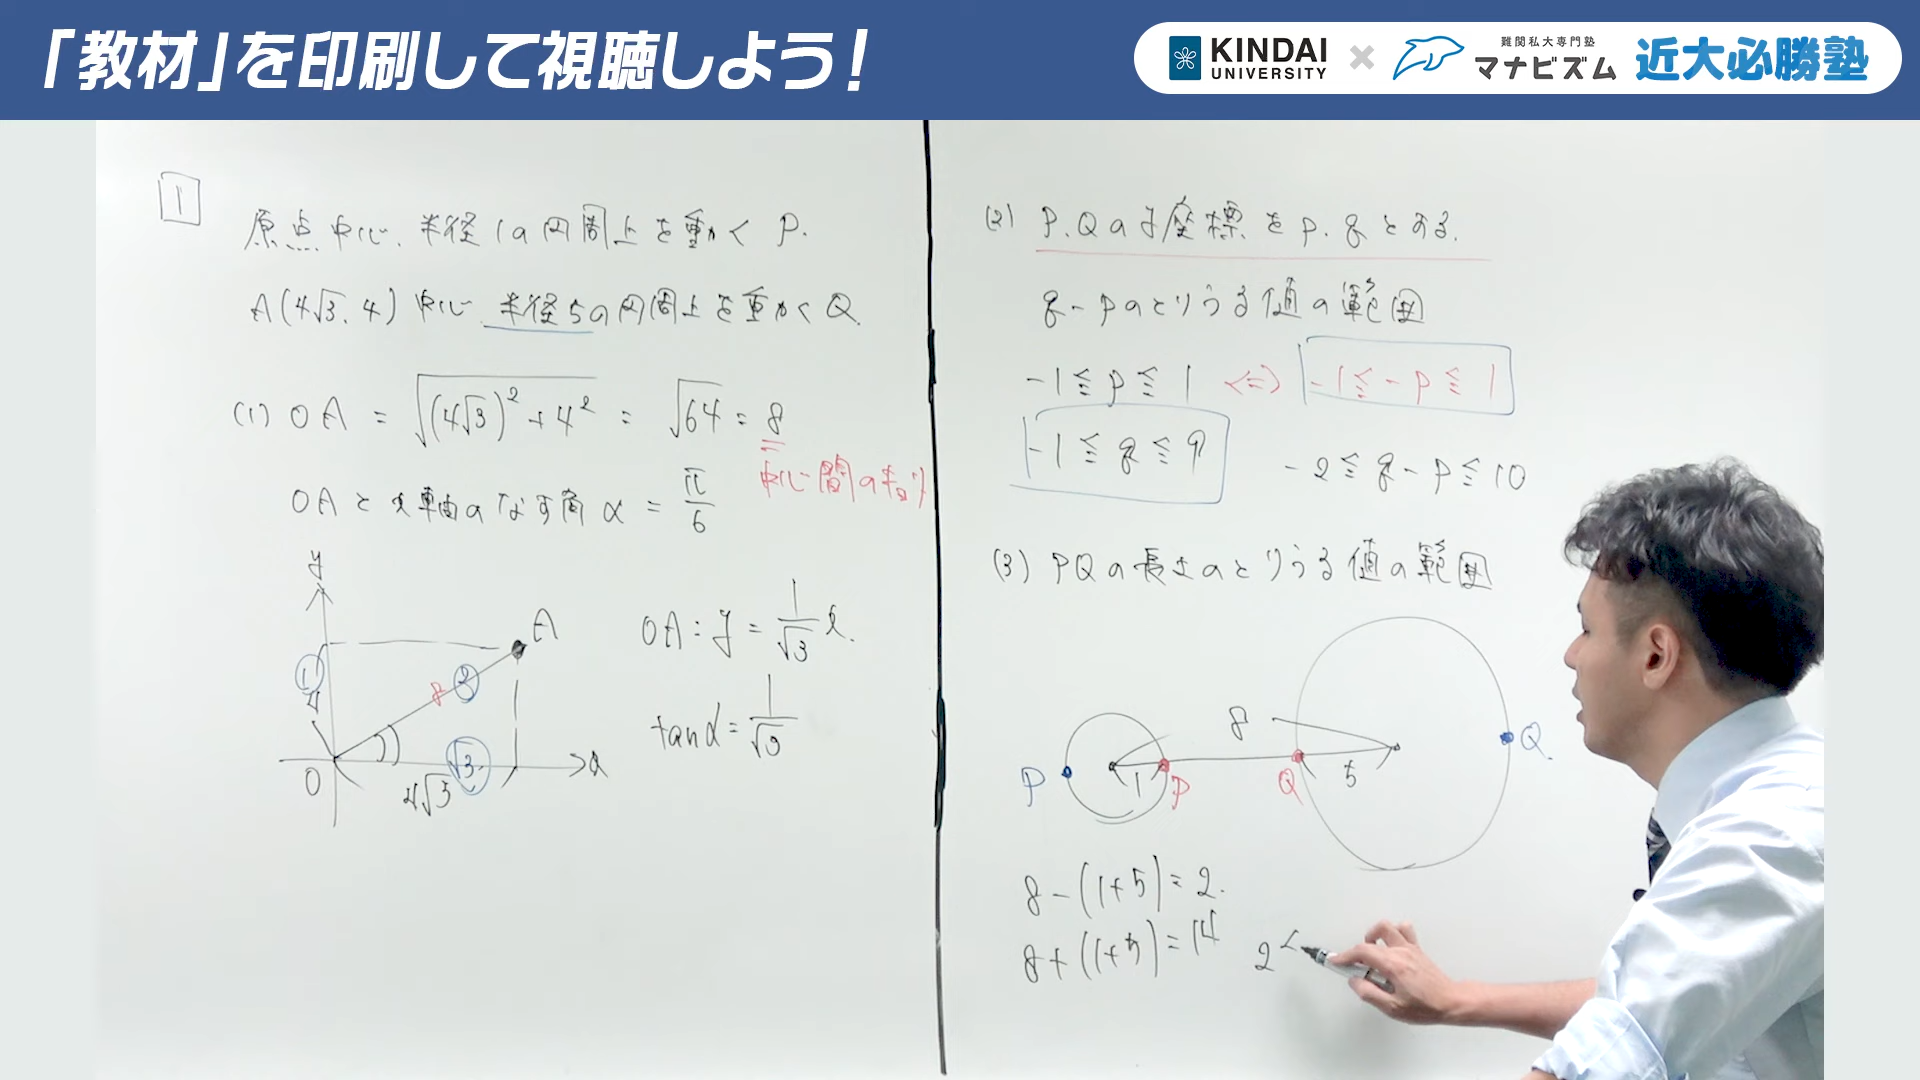 「教材」を印刷して視聴しよう!
KINDAI UNIVERSITY × 難関私大専門塾 マナビズム 近大必勝塾
1
原点中心、半径1の円周上を動くP.
A(4√3, 4) 中心 半径5の円周上を動くQ.
(1) OA = √((4√3)² + 4²) = √64 = 8
中心間のキョリ
OAとx軸のなす角 α = π/6
y
A
1
4
8
2
O
√3
4√3
x
OA : y = 1/√3 x.
tanα = 1/√3
(2) P.Qのy座標をp.qとする.
q-pのとりうる値の範囲
-1 ≦ p ≦ 1 <=> -1 ≦ -p ≦ 1
-1 ≦ q ≦ 9
-2 ≦ q-p ≦ 10
(3) PQの長さのとりうる値の範囲
8
P
1
P
Q
5
Q
8-(1+5)=2.
8+(1+5)=14
2<